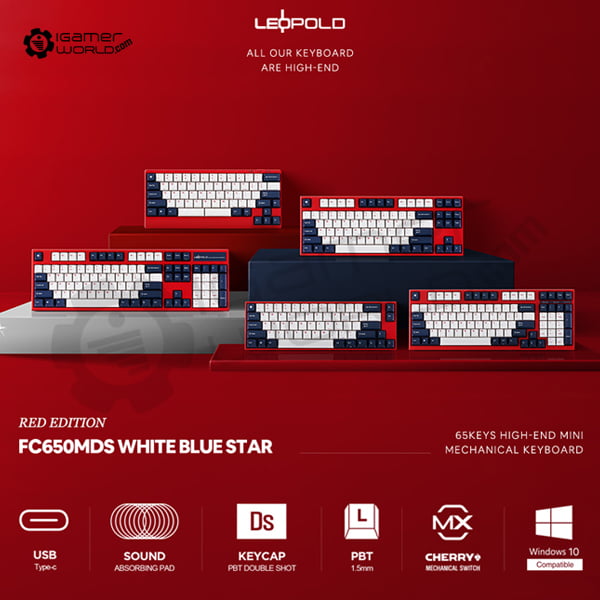 iGamer
WORLD.com
LEOPOLD
ALL OUR KEYBOARD
ARE HIGH-END
LEOPOLD
RED EDITION
FC650MDS WHITE BLUE STAR
65KEYS HIGH-END MINI
MECHANICAL KEYBOARD
USB
Type-c
SOUND
ABSORBING PAD
Ds
KEYCAP
PBT DOUBLE SHOT
L
PBT
1.5mm
MX
CHERRY
MECHANICAL SWITCH
Windows 10
Compatible